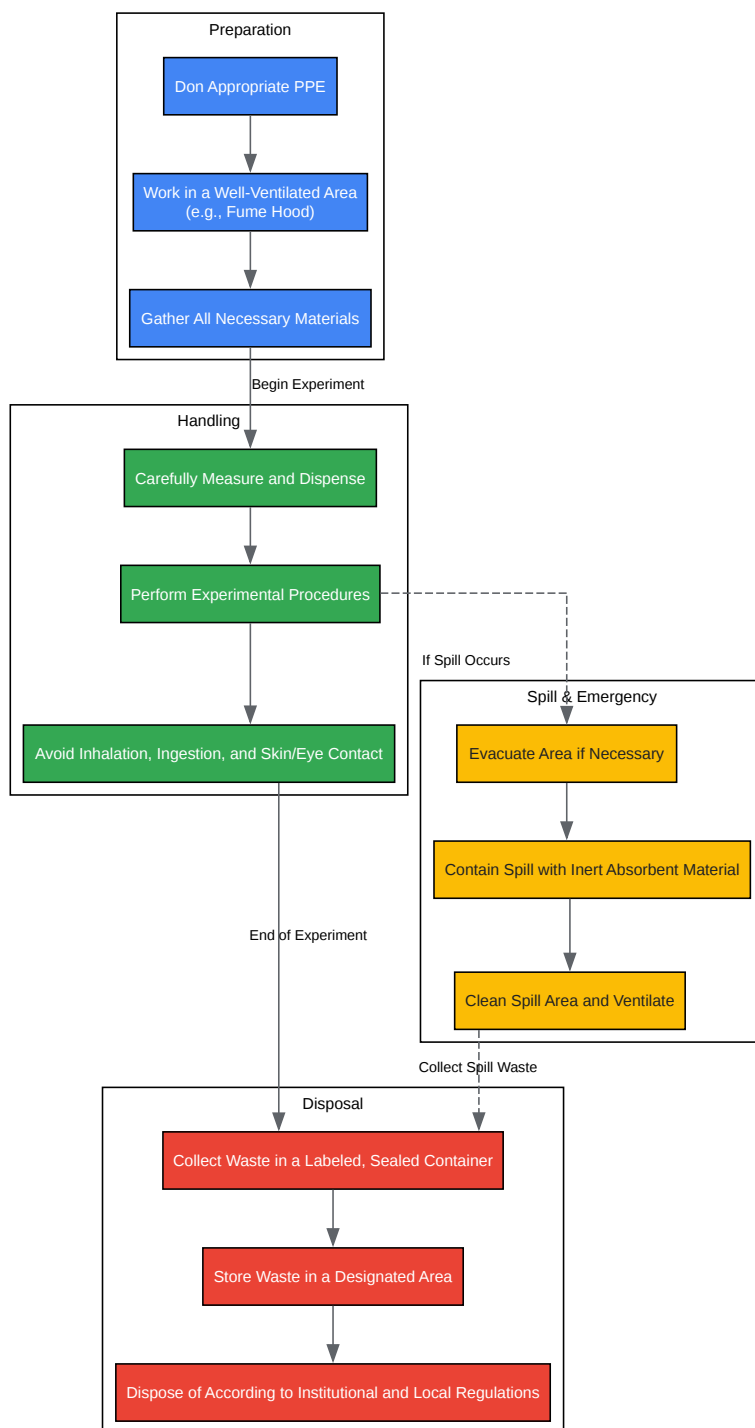 Preparation
Don Appropriate PPE
Work in a Well-Ventilated Area
(e.g., Fume Hood)
Gather All Necessary Materials
Begin Experiment
Handling
Carefully Measure and Dispense
Perform Experimental Procedures
If Spill Occurs
Spill & Emergency
Avoid Inhalation, Ingestion, and Skin/Eye Contact
Evacuate Area if Necessary
Contain Spill with Inert Absorbent Material
End of Experiment
Clean Spill Area and Ventilate
Collect Spill Waste
Disposal
Collect Waste in a Labeled, Sealed Container
Store Waste in a Designated Area
Dispose of According to Institutional and Local Regulations